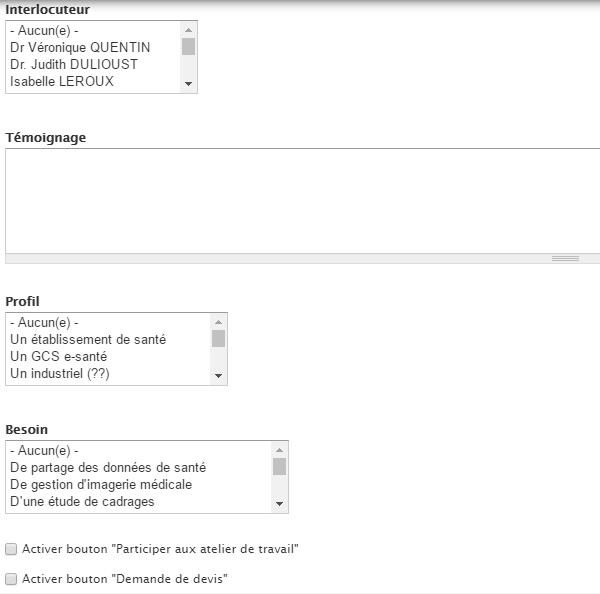 Interlocuteur
- Aucun(e) -
Dr Véronique QUENTIN
Dr. Judith DULIOUST
Isabelle LEROUX
Témoignage
Profil
- Aucun(e) -
Un établissement de santé
Un GCS e-santé
Un industriel (??)
Besoin
- Aucun(e) -
De partage des données de santé
De gestion d'imagerie médicale
D'une étude de cadrages
Activer bouton "Participer aux atelier de travail"
Activer bouton "Demande de devis"